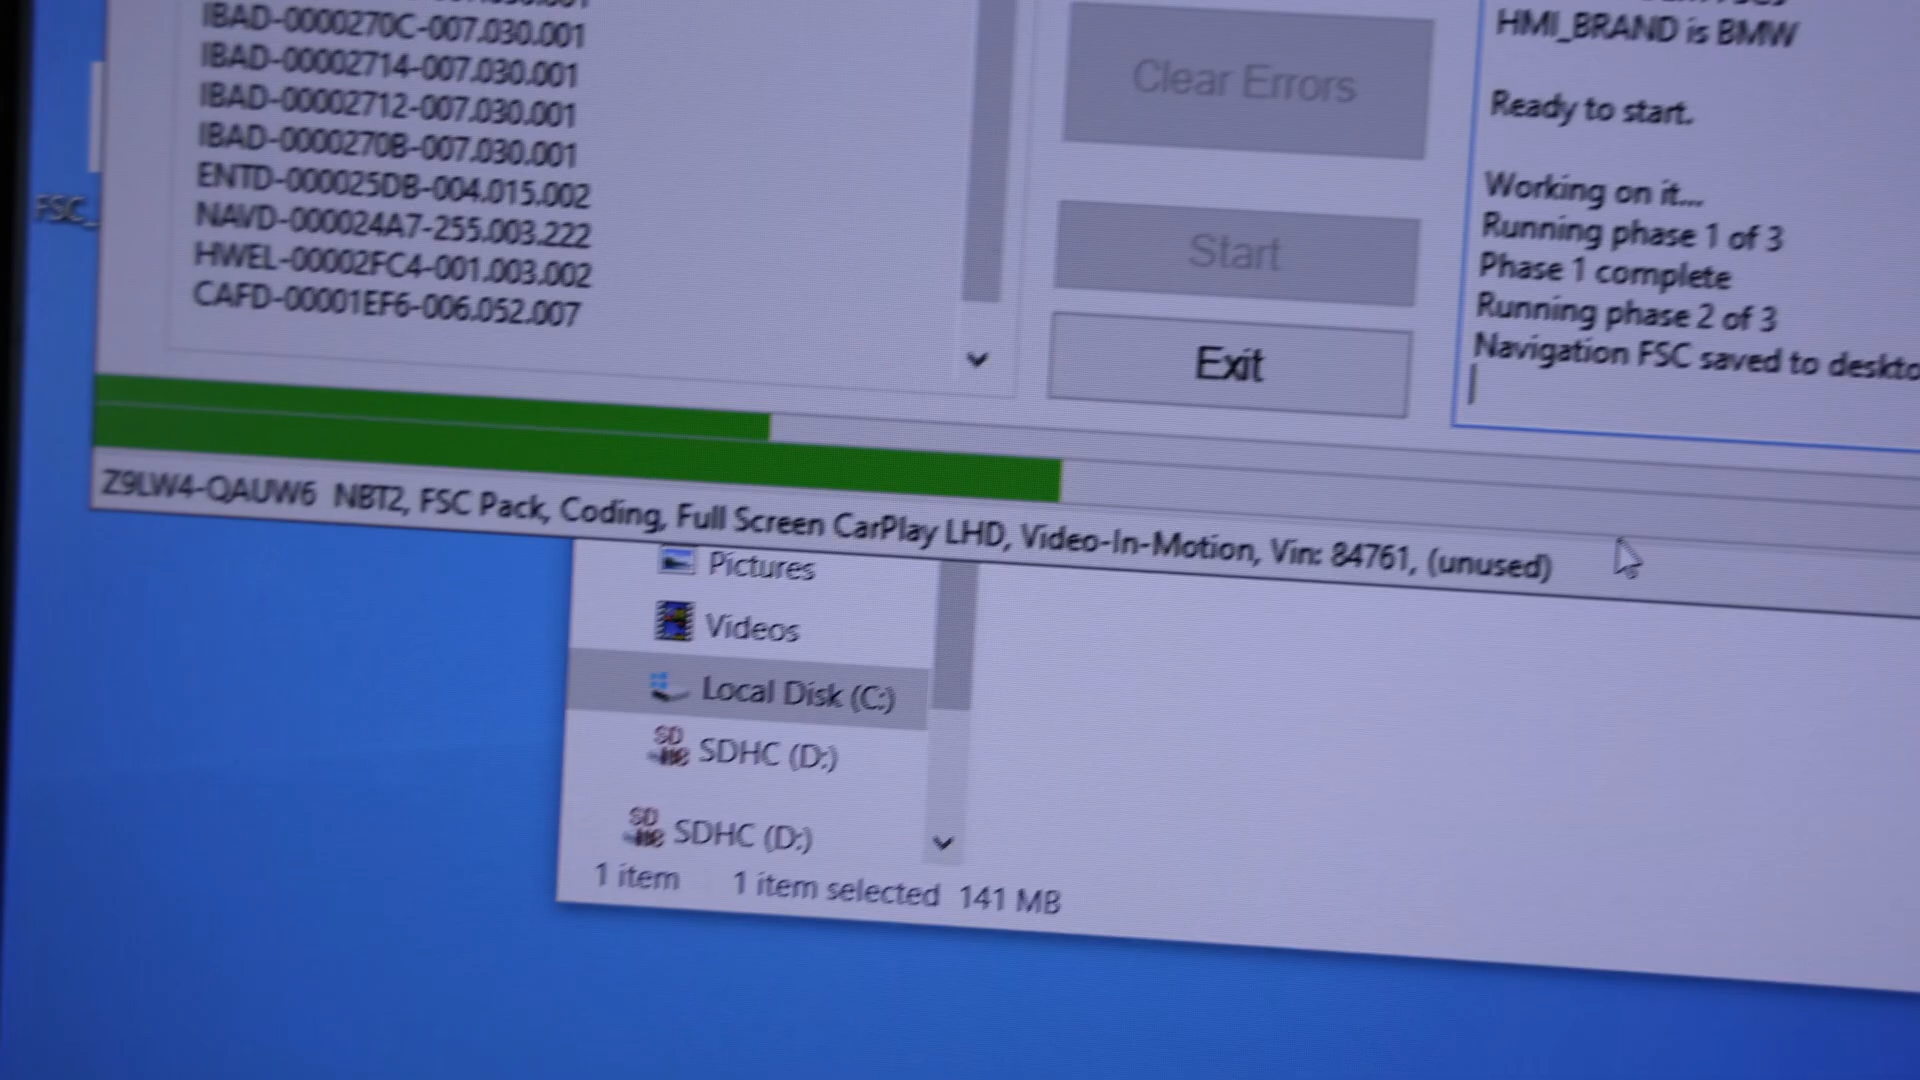 IBAD-0000270C-007.030.001
IBAD-00002714-007.030.001
IBAD-00002712-007.030.001
IBAD-0000270B-007.030.001
ENTD-000025DB-004.015.002
NAVD-000024A7-255.003.222
HWEL-00002FC4-001.003.002
CAFD-00001EF6-006.052.007
Clear Errors
Start
Exit
HMI_BRAND is BMW
Ready to start.
Working on it...
Running phase 1 of 3
Phase 1 complete
Running phase 2 of 3
Navigation FSC saved to deskto
FSC_
Z9LW4-QAUW6 NBT2, FSC Pack, Coding, Full Screen CarPlay LHD, Video-In-Motion, Vin: 84761, (unused)
Pictures
Videos
Local Disk (C:)
SDHC (D:)
SDHC (D:)
1 item 1 item selected 141 MB